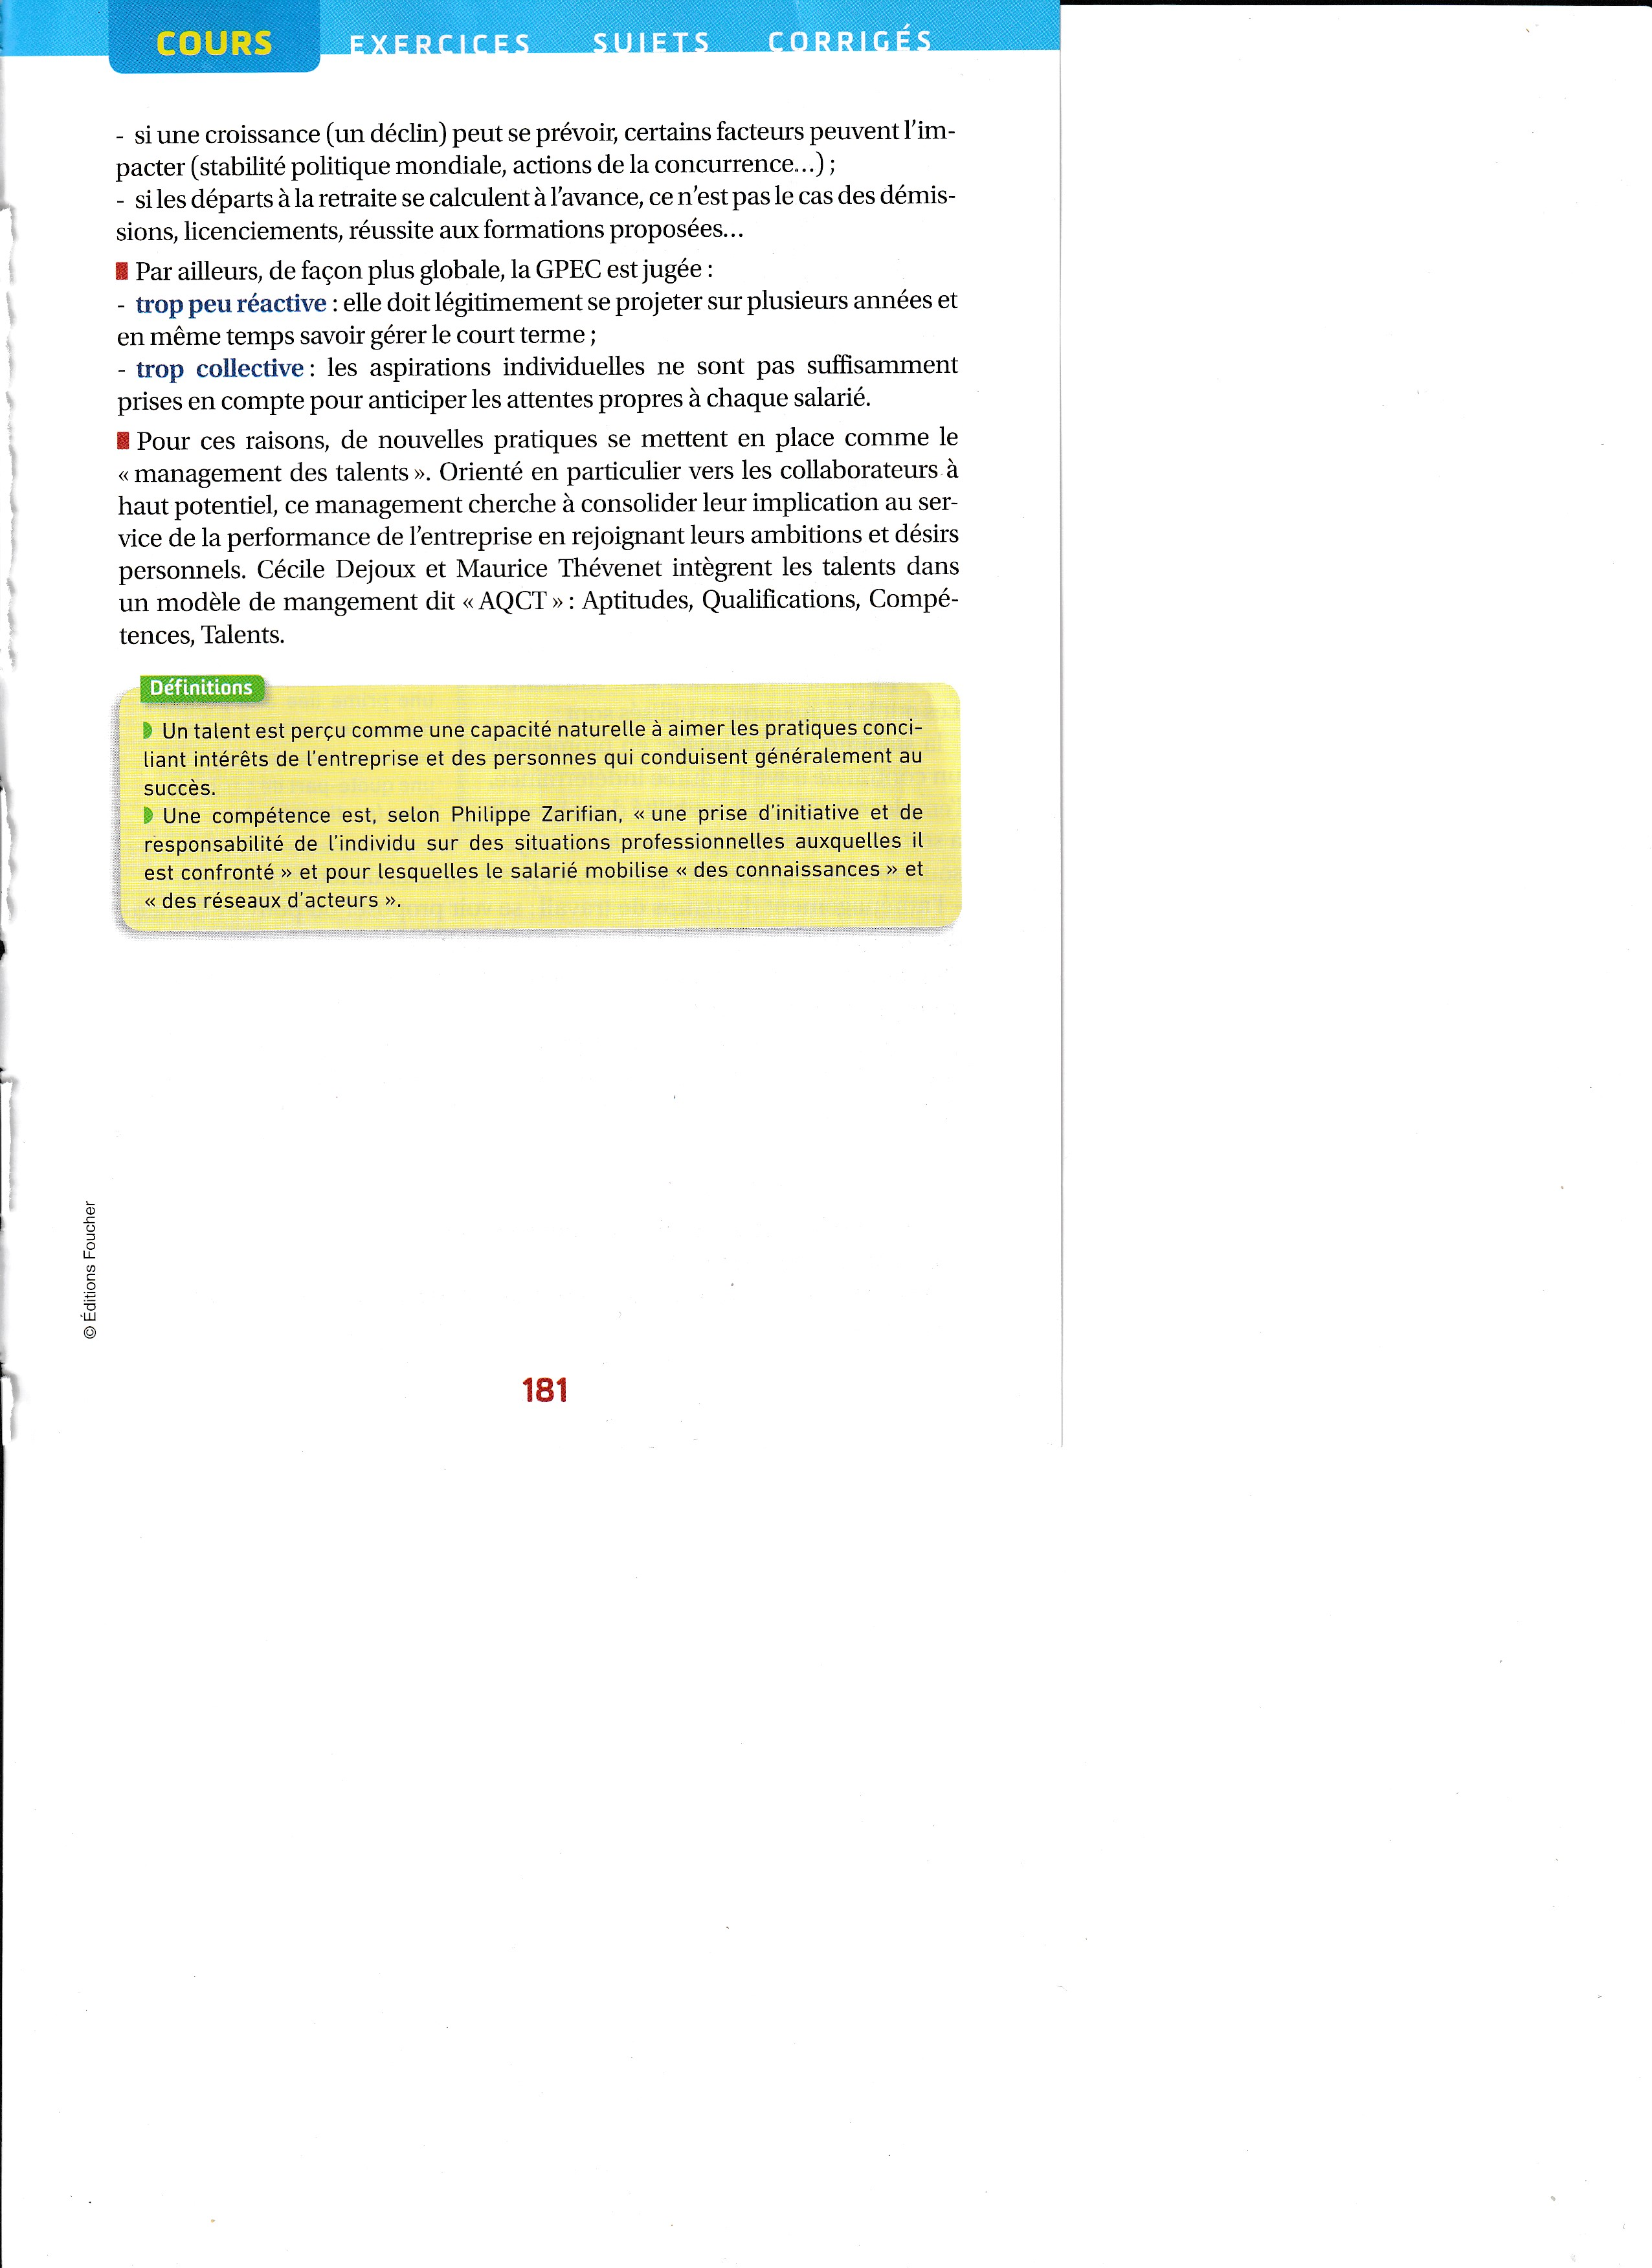 COURS EXERCICES SUJETS CORRIGÉS
- si une croissance (un déclin) peut se prévoir, certains facteurs peuvent l'im-
pacter (stabilité politique mondiale, actions de la concurrence...) ;
- si les départs à la retraite se calculent à l'avance, ce n'est pas le cas des démis-
sions, licenciements, réussite aux formations proposées...
Par ailleurs, de façon plus globale, la GPEC est jugée :
- trop peu réactive : elle doit légitimement se projeter sur plusieurs années et
en même temps savoir gérer le court terme ;
- trop collective : les aspirations individuelles ne sont pas suffisamment
prises en compte pour anticiper les attentes propres à chaque salarié.
Pour ces raisons, de nouvelles pratiques se mettent en place comme le
« management des talents ». Orienté en particulier vers les collaborateurs à
haut potentiel, ce management cherche à consolider leur implication au ser-
vice de la performance de l'entreprise en rejoignant leurs ambitions et désirs
personnels. Cécile Dejoux et Maurice Thévenet intègrent les talents dans
un modèle de mangement dit « AQCT » : Aptitudes, Qualifications, Compé-
tences, Talents.
Définitions
Un talent est perçu comme une capacité naturelle à aimer les pratiques conci-
liant intérêts de l'entreprise et des personnes qui conduisent généralement au
succès.
Une compétence est, selon Philippe Zarifian, « une prise d'initiative et de
responsabilité de l'individu sur des situations professionnelles auxquelles il
est confronté » et pour lesquelles le salarié mobilise « des connaissances » et
« des réseaux d'acteurs ».
© Éditions Foucher
181